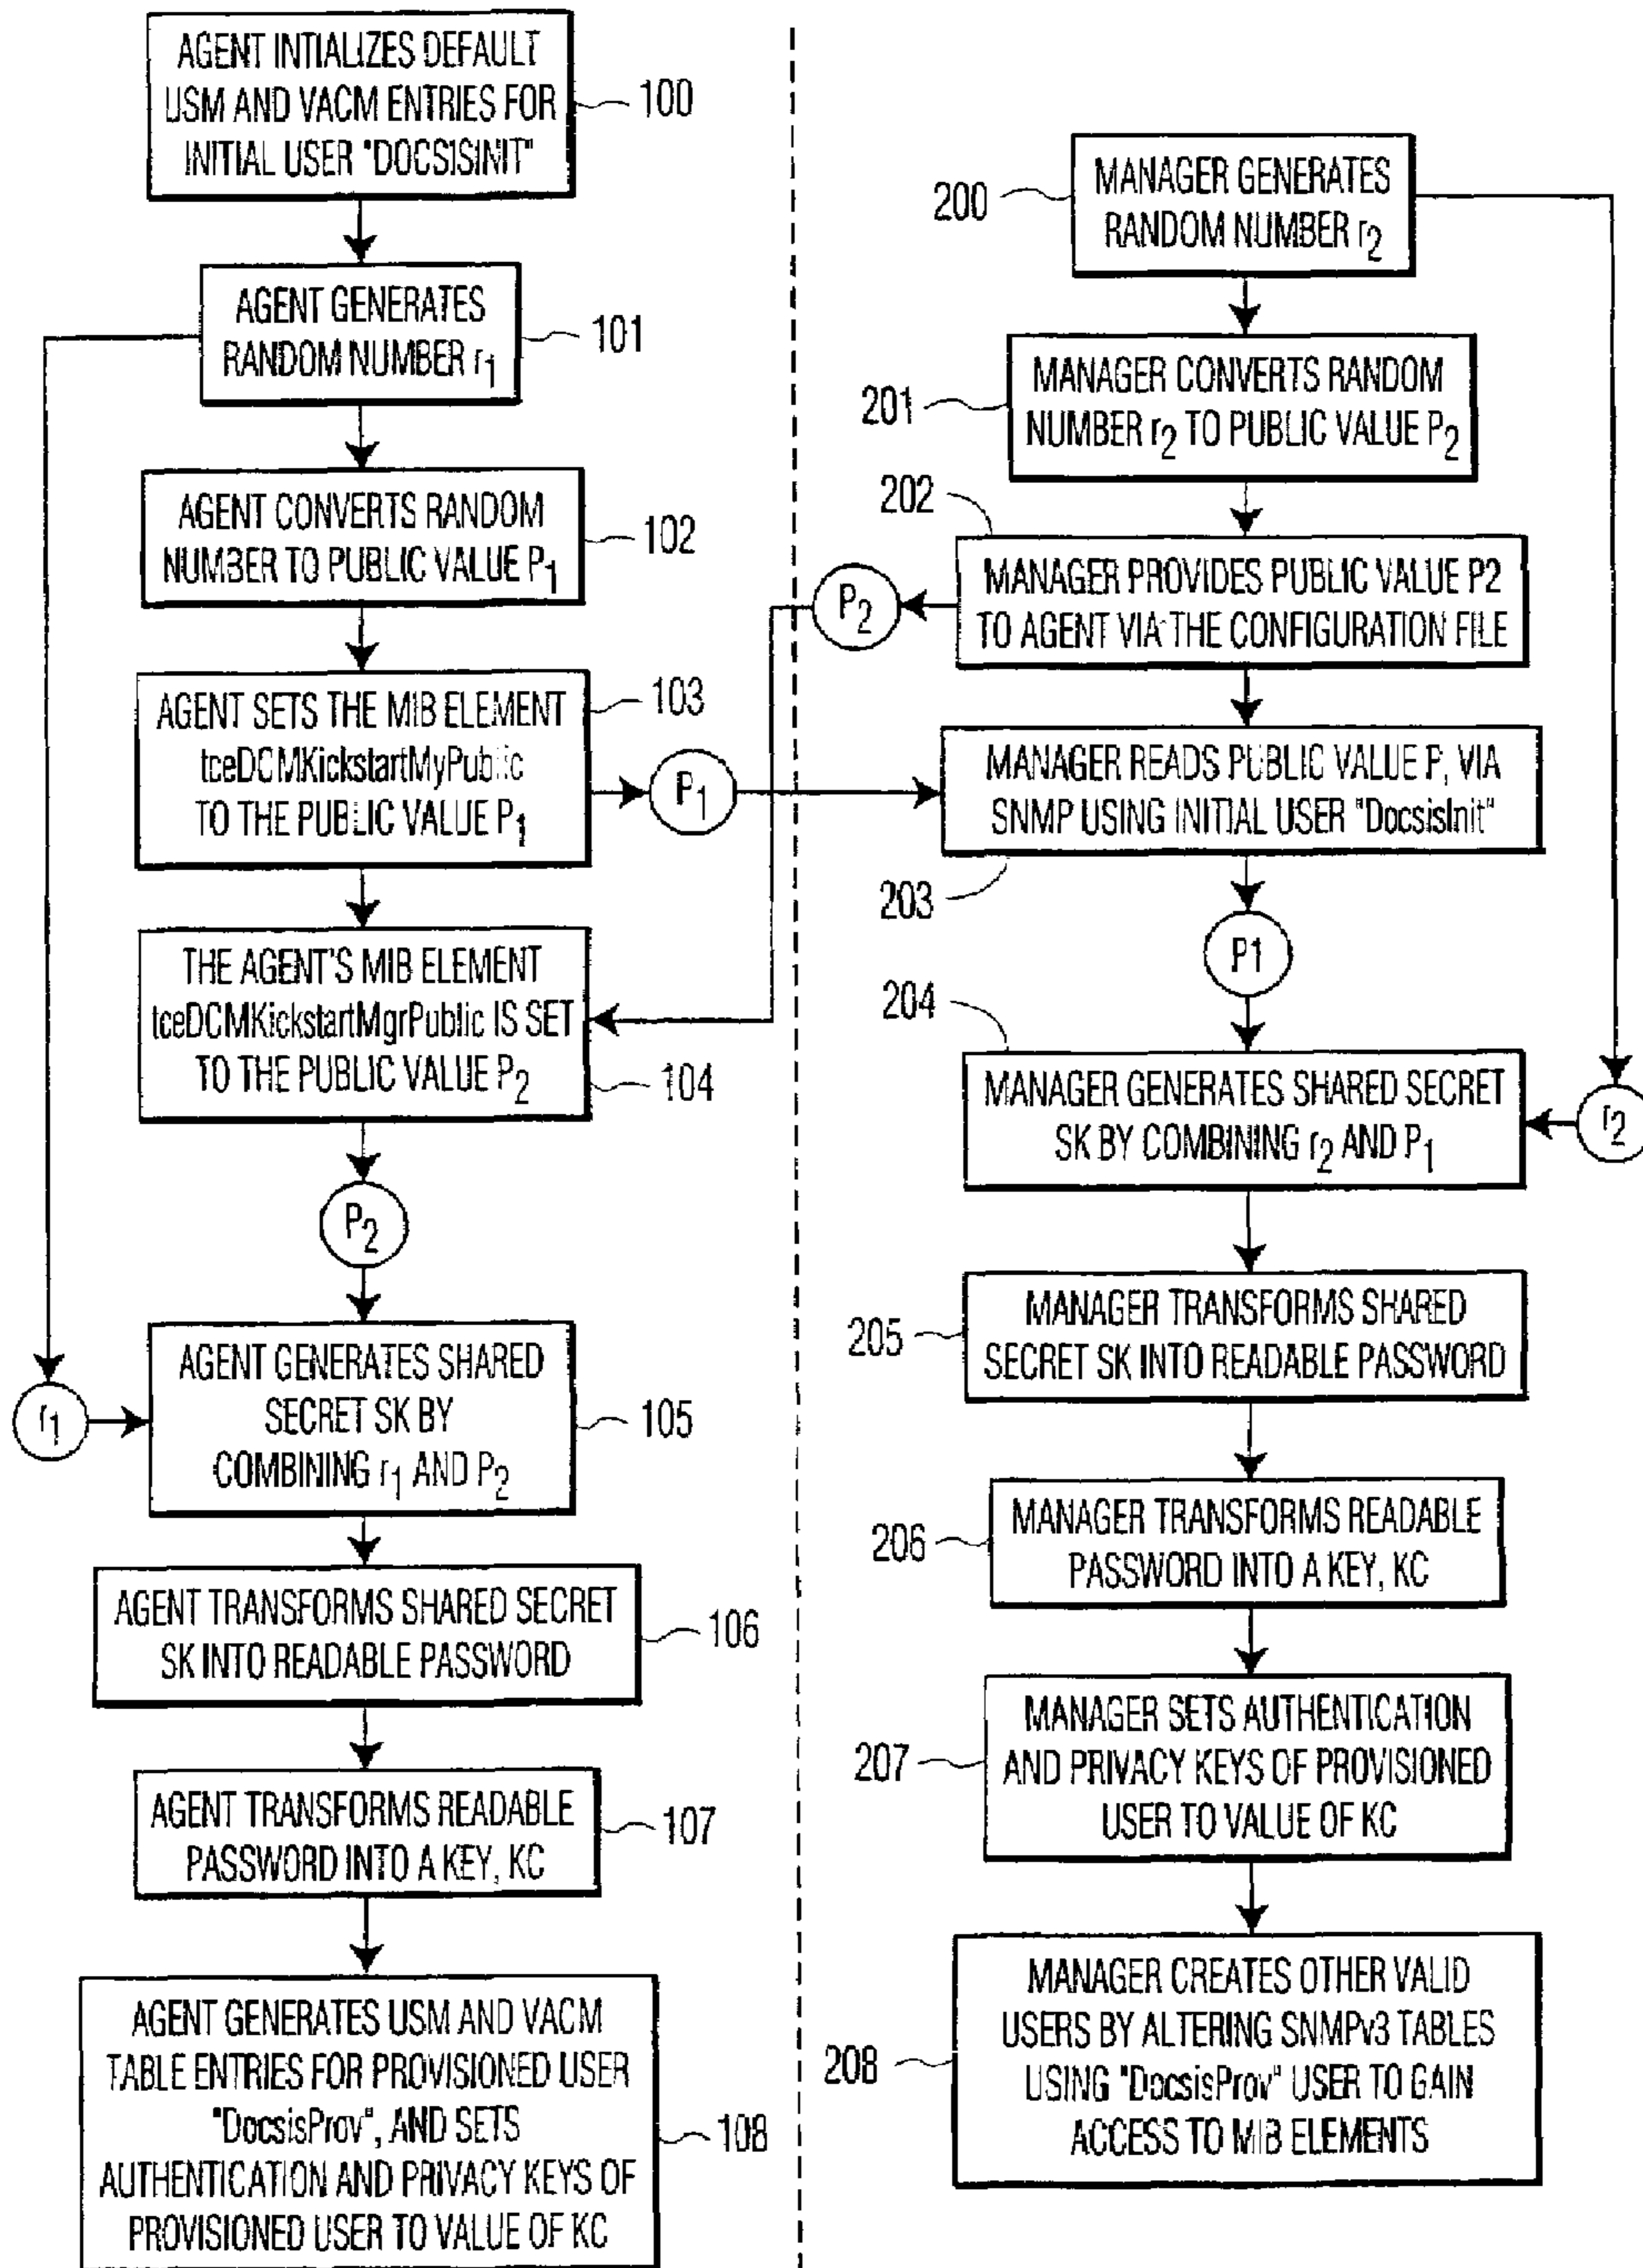 AGENT INTIALIZES DEFAULT
USM AND VACM ENTRIES FOR
INITIAL USER "DOCSISINIT"
100
AGENT GENERATES
RANDOM NUMBER r1
101
AGENT CONVERTS RANDOM
NUMBER TO PUBLIC VALUE P1
102
AGENT SETS THE MIB ELEMENT
tceDCMKickstartMyPublic
TO THE PUBLIC VALUE P1
103
P1
THE AGENT'S MIB ELEMENT
tceDCMKickstartMgrPublic IS SET
TO THE PUBLIC VALUE P2
104
P2
r1
AGENT GENERATES SHARED
SECRET SK BY
COMBINING r1 AND P2
105
AGENT TRANSFORMS SHARED SECRET
SK INTO READABLE PASSWORD
106
AGENT TRANSFORMS READABLE
PASSWORD INTO A KEY, KC
107
AGENT GENERATES USM AND VACM
TABLE ENTRIES FOR PROVISIONED USER
"DocsisProv", AND SETS
AUTHENTICATION AND PRIVACY KEYS OF
PROVISIONED USER TO VALUE OF KC
108
200
MANAGER GENERATES
RANDOM NUMBER r2
201
MANAGER CONVERTS RANDOM
NUMBER r2 TO PUBLIC VALUE P2
202
P2
MANAGER PROVIDES PUBLIC VALUE P2
TO AGENT VIA THE CONFIGURATION FILE
MANAGER READS PUBLIC VALUE P, VIA
SNMP USING INITIAL USER "DocsisInit"
203
P1
204
MANAGER GENERATES SHARED SECRET
SK BY COMBINING r2 AND P1
r2
205
MANAGER TRANSFORMS SHARED
SECRET SK INTO READABLE PASSWORD
206
MANAGER TRANSFORMS READABLE
PASSWORD INTO A KEY, KC
207
MANAGER SETS AUTHENTICATION
AND PRIVACY KEYS OF PROVISIONED
USER TO VALUE OF KC
208
MANAGER CREATES OTHER VALID
USERS BY ALTERING SNMPv3 TABLES
USING "DocsisProv" USER TO GAIN
ACCESS TO MIB ELEMENTS